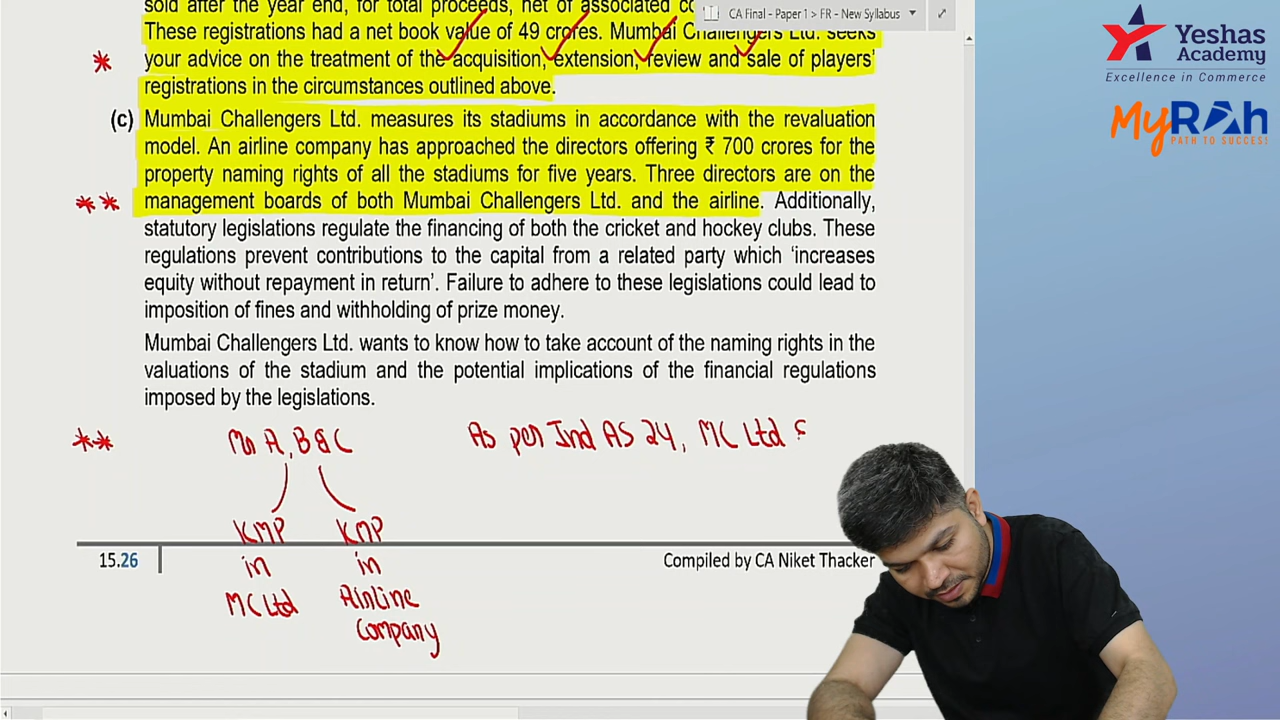 sold after the year end, for total proceeds, net of associated
CA Final - Paper 1 > FR - New Syllabus
Yeshas
Academy
Excellence in Commerce
MyRAh
PATH TO SUCCESS!
These registrations had a net book value of 49 crores. Mumbai Challengers Ltd. seeks
your advice on the treatment of the acquisition, extension, review and sale of players'
registrations in the circumstances outlined above.
(c) Mumbai Challengers Ltd. measures its stadiums in accordance with the revaluation
model. An airline company has approached the directors offering ₹ 700 crores for the
property naming rights of all the stadiums for five years. Three directors are on the
** management boards of both Mumbai Challengers Ltd. and the airline. Additionally,
statutory legislations regulate the financing of both the cricket and hockey clubs. These
regulations prevent contributions to the capital from a related party which 'increases
equity without repayment in return'. Failure to adhere to these legislations could lead to
imposition of fines and withholding of prize money.
Mumbai Challengers Ltd. wants to know how to take account of the naming rights in the
valuations of the stadium and the potential implications of the financial regulations
imposed by the legislations.
** Mr A, B & C As per Ind AS 24, MC Ltd
KMP KMP
15.26 Compiled by CA Niket Thacker
in in
MC Ltd Airline
Company